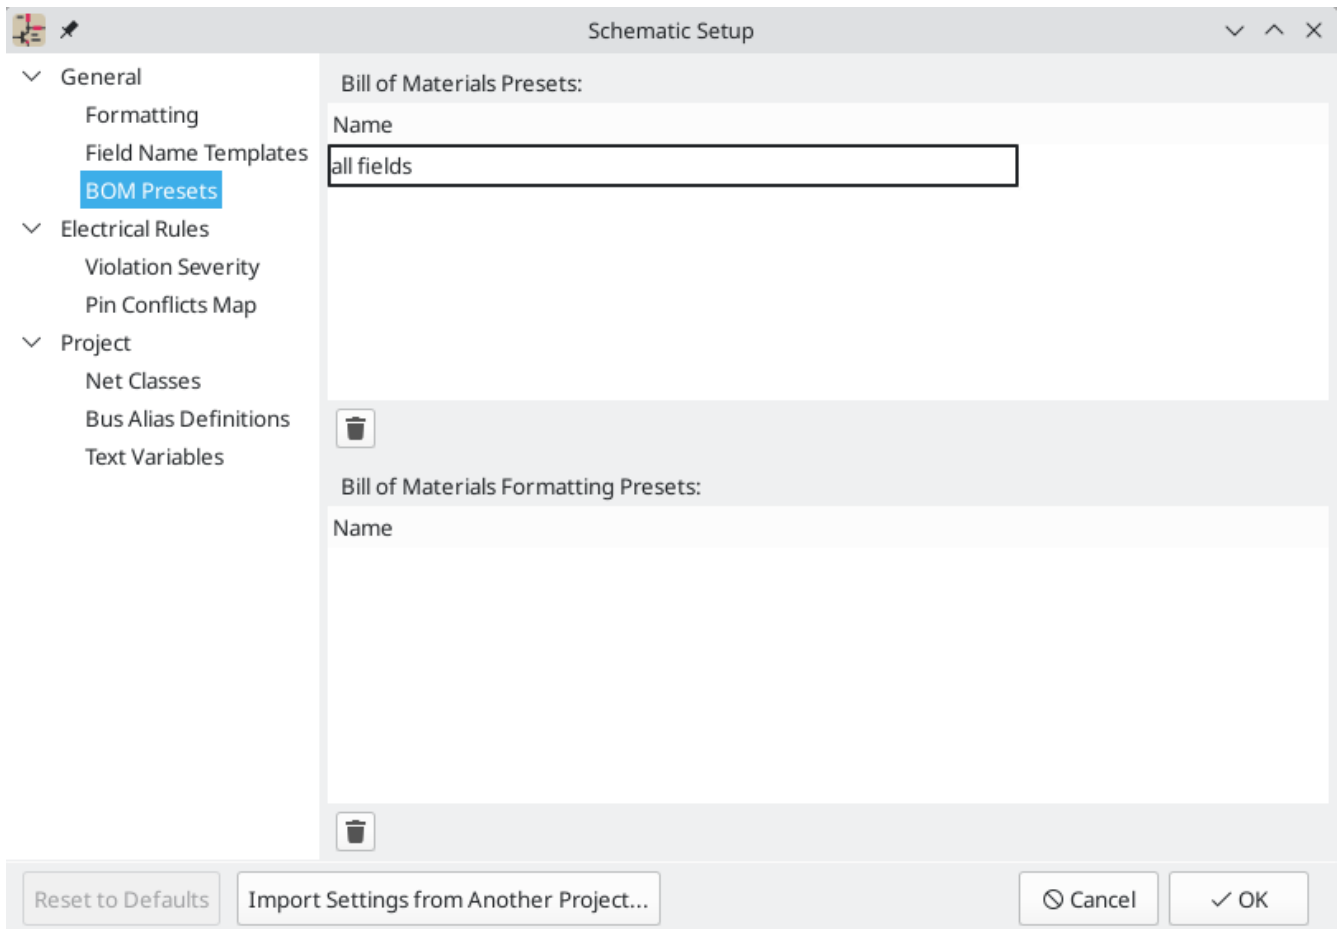 Schematic Setup
General
Formatting
Field Name Templates
BOM Presets
Electrical Rules
Violation Severity
Pin Conflicts Map
Project
Net Classes
Bus Alias Definitions
Text Variables
Bill of Materials Presets:
Name
all fields
Bill of Materials Formatting Presets:
Name
Reset to Defaults
Import Settings from Another Project...
Cancel
OK